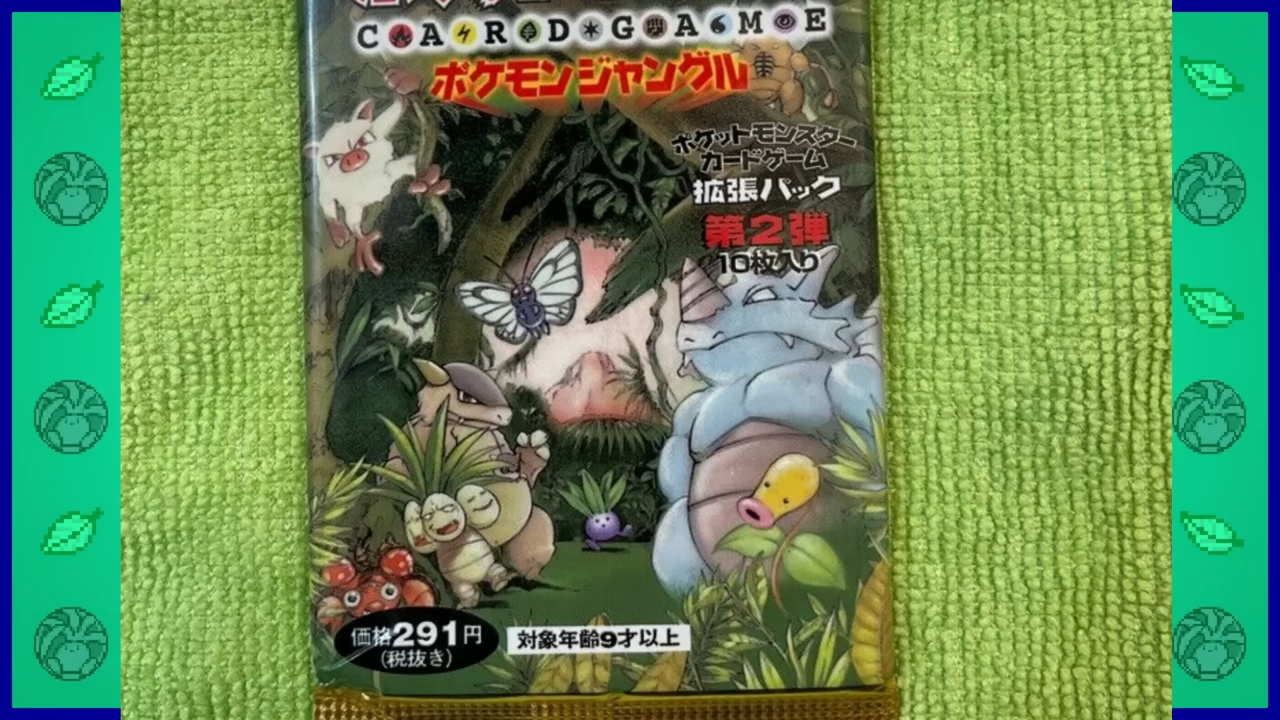 CARD GAME
ポケモンジャングル
ポケットモンスター
カードゲーム
拡張パック
第2弾
10枚入り
価格291円
(税抜き)
対象年齢9才以上